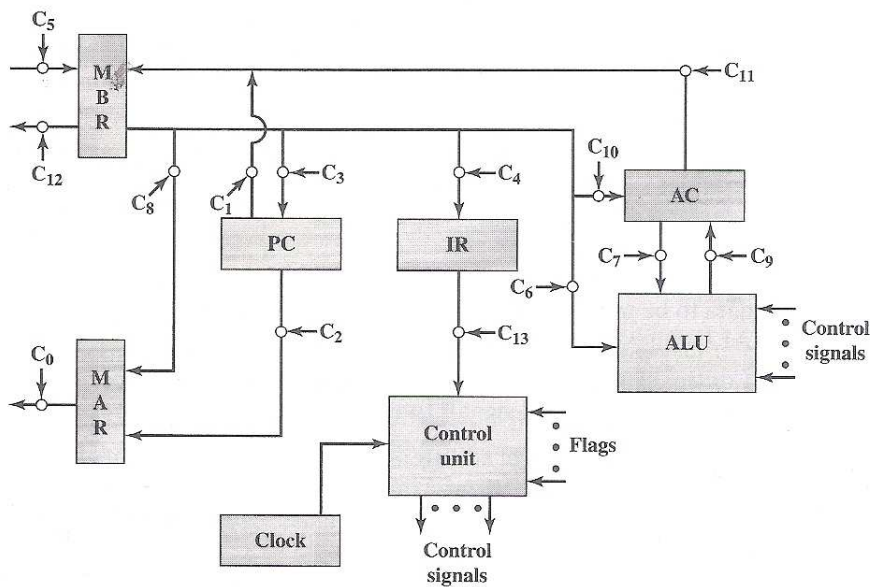 C5
M
B
R
C11
C12
C8
C1
C3
C4
C10
AC
PC
IR
C7
C9
C6
C2
C13
ALU
Control
signals
C0
M
A
R
Control
unit
Flags
Clock
Control
signals